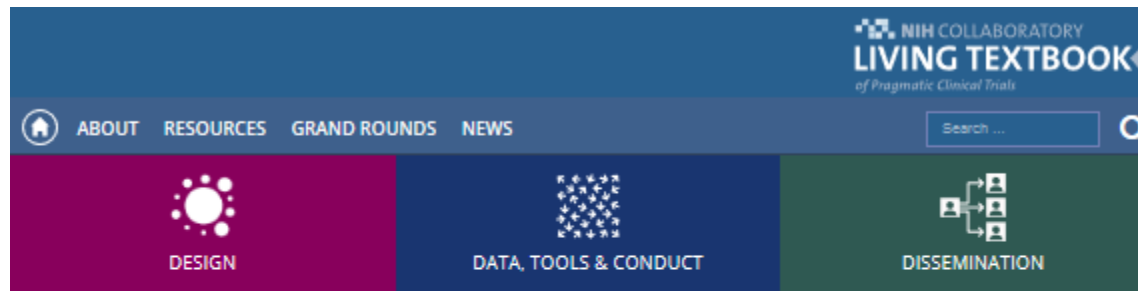 NIH COLLABORATORY
LIVING TEXTBOOK
of Pragmatic Clinical Trials
ABOUT RESOURCES GRAND ROUNDS NEWS
Search ...
DESIGN
DATA, TOOLS & CONDUCT
DISSEMINATION